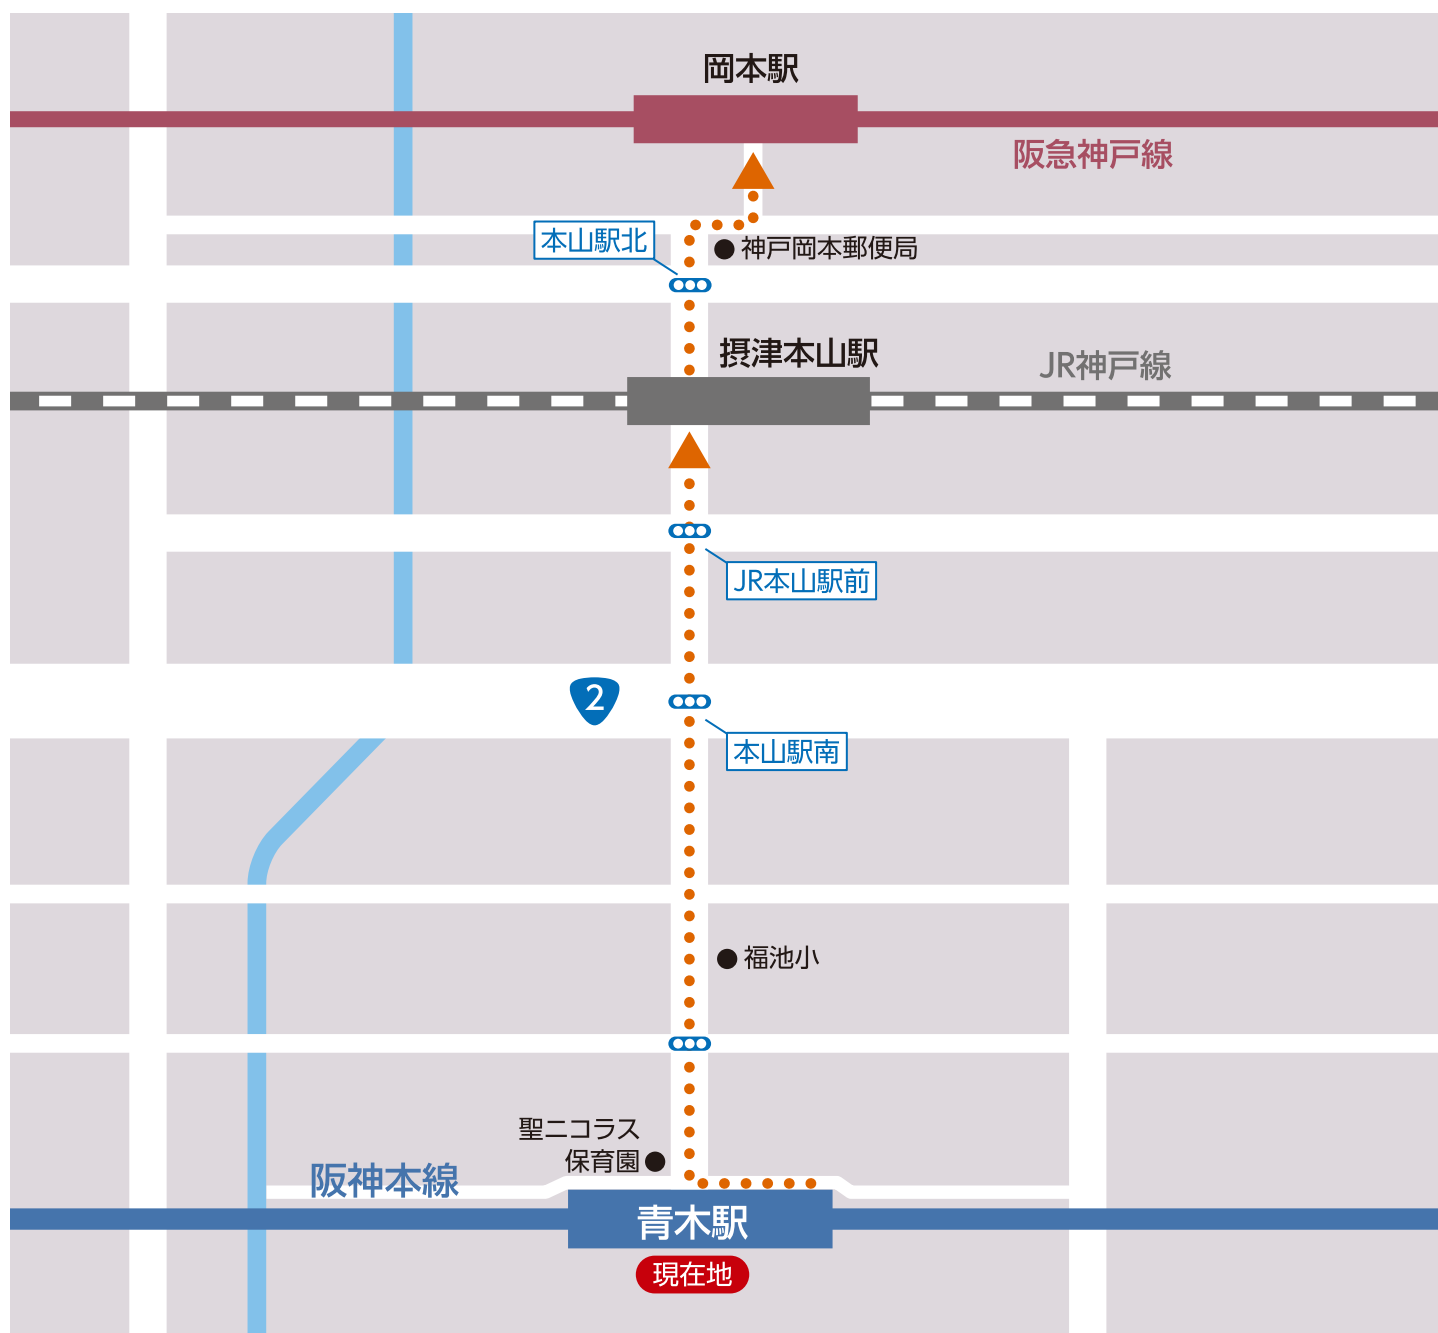 岡本駅
阪急神戸線
本山駅北
神戸岡本郵便局
摂津本山駅
JR神戸線
JR本山駅前
2
本山駅南
福池小
聖ニコラス
保育園
阪神本線
青木駅
現在地